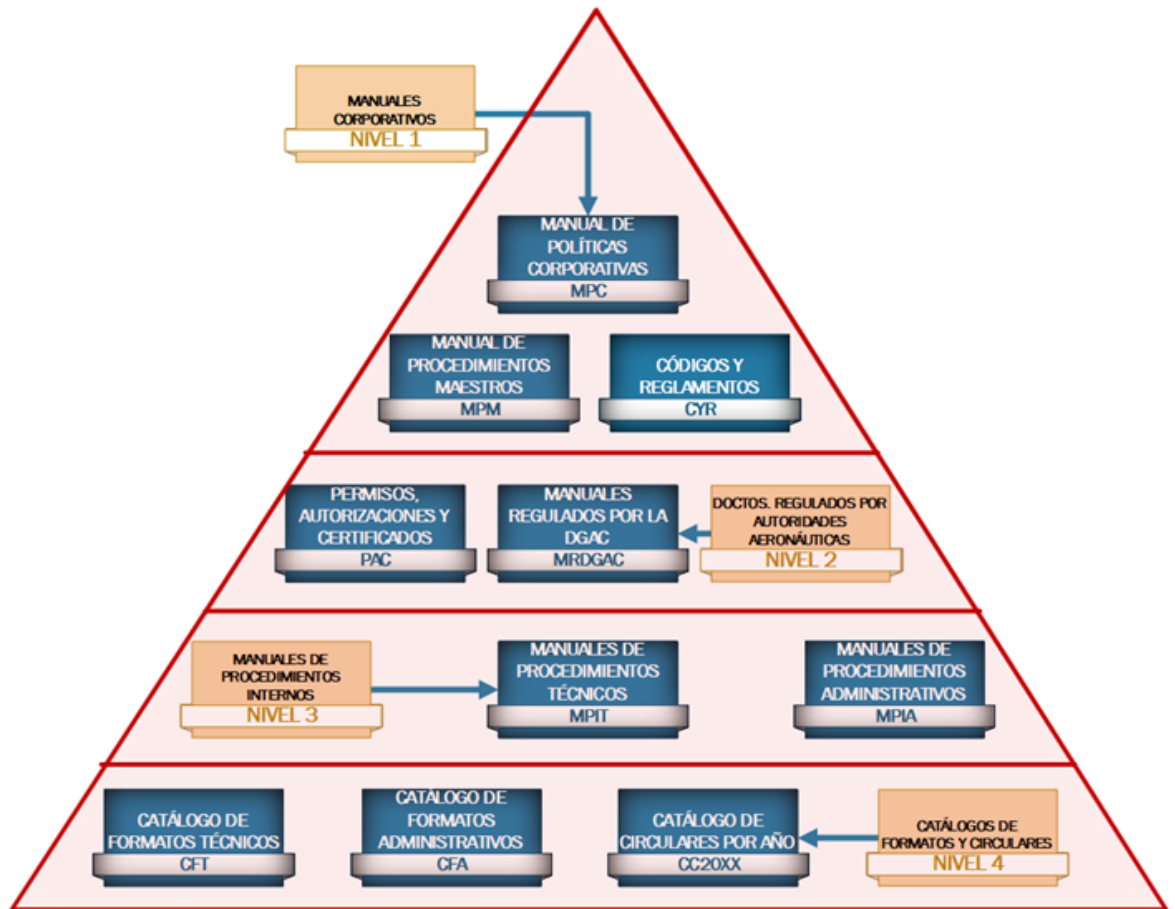 MANUALES
CORPORATIVOS
NIVEL 1
MANUAL DE
POLÍTICAS
CORPORATIVAS
MPC
MANUAL DE
PROCEDIMIENTOS
MAESTROS
MPM
CÓDIGOS Y
REGLAMENTOS
CYR
PERMISOS,
AUTORIZACIONES Y
CERTIFICADOS
PAC
MANUALES
REGULADOS POR LA
DGAC
MRDGAC
DOCTOS. REGULADOS POR
AUTORIDADES
AERONÁUTICAS
NIVEL 2
MANUALES DE
PROCEDIMIENTOS
INTERNOS
NIVEL 3
MANUALES DE
PROCEDIMIENTOS
TÉCNICOS
MPIT
MANUALES DE
PROCEDIMIENTOS
ADMINISTRATIVOS
MPIA
CATÁLOGO DE
FORMATOS TÉCNICOS
CFT
CATÁLOGO DE
FORMATOS
ADMINISTRATIVOS
CFA
CATÁLOGO DE
CIRCULARES POR AÑO
CC20XX
CATÁLOGOS DE
FORMATOS Y CIRCULARES
NIVEL 4